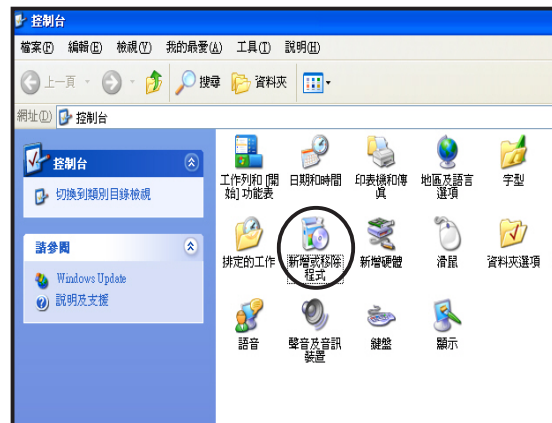 控制台
檔案(F) 編輯(E) 檢視(V) 我的最愛(A) 工具(T) 說明(H)
上一頁 搜尋 資料夾
網址(D) 控制台
控制台
切換到類別目錄檢視
請參閱
Windows Update
說明及支援
工作列和 [開
始] 功能表
日期和時間
印表機和傳
真
地區及語言
選項
字型
排定的工作
新增或移除
程式
新增硬體
滑鼠
資料夾選項
語音
聲音及音訊
裝置
鍵盤
顯示